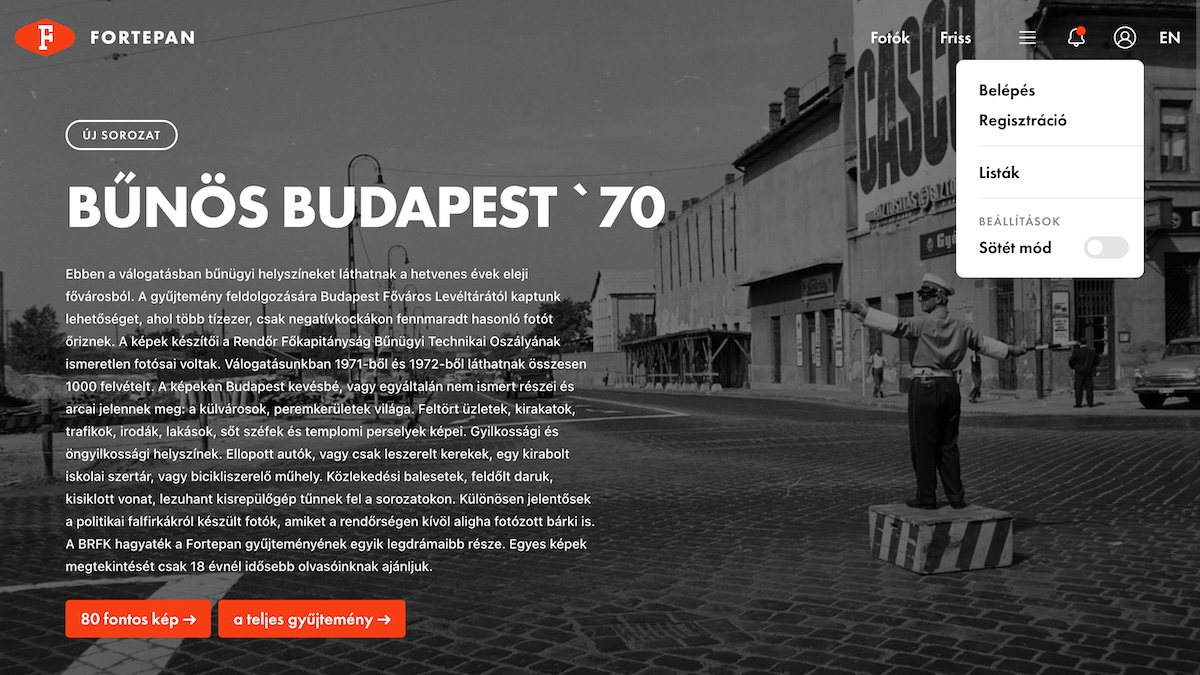 FORTEPAN
Fotók
Friss
EN
Belépés
Regisztráció
Listák
BEÁLLÍTÁSOK
Sötét mód
ÚJ SOROZAT
BŰNÖS BUDAPEST `70
Ebben a válogatásban bűnügyi helyszíneket láthatnak a hetvenes évek eleji
fővárosból. A gyűjtemény feldolgozására Budapest Főváros Levéltárától kaptunk
lehetőséget, ahol több tízezer, csak negatívkockákon fennmaradt hasonló fotót
őriznek. A képek készítői a Rendőr Főkapitányság Bűnügyi Technikai Oszályának
ismeretlen fotósai voltak. Válogatásunkban 1971-ből és 1972-ből láthatnak összesen
1000 felvételt. A képeken Budapest kevésbé, vagy egyáltalán nem ismert részei és
arcai jelennek meg: a külvárosok, peremkerületek világa. Feltört üzletek, kirakatok,
trafikok, irodák, lakások, sőt széfek és templomi perselyek képei. Gyilkossági és
öngyilkossági helyszínek. Ellopott autók, vagy csak leszerelt kerekek, egy kirabolt
iskolai szertár, vagy bicikliszerelő műhely. Közlekedési balesetek, feldőlt daruk,
kisiklott vonat, lezuhant kisrepülőgép tűnnek fel a sorozatokon. Különösen jelentősek
a politikai falfirkákról készült fotók, amiket a rendőrségen kívöl aligha fotózott bárki is.
A BRFK hagyaték a Fortepan gyűjteményének egyik legdrámaibb része. Egyes képek
megtekintését csak 18 évnél idősebb olvasóinknak ajánljuk.
80 fontos kép →
a teljes gyűjtemény →
CASCO